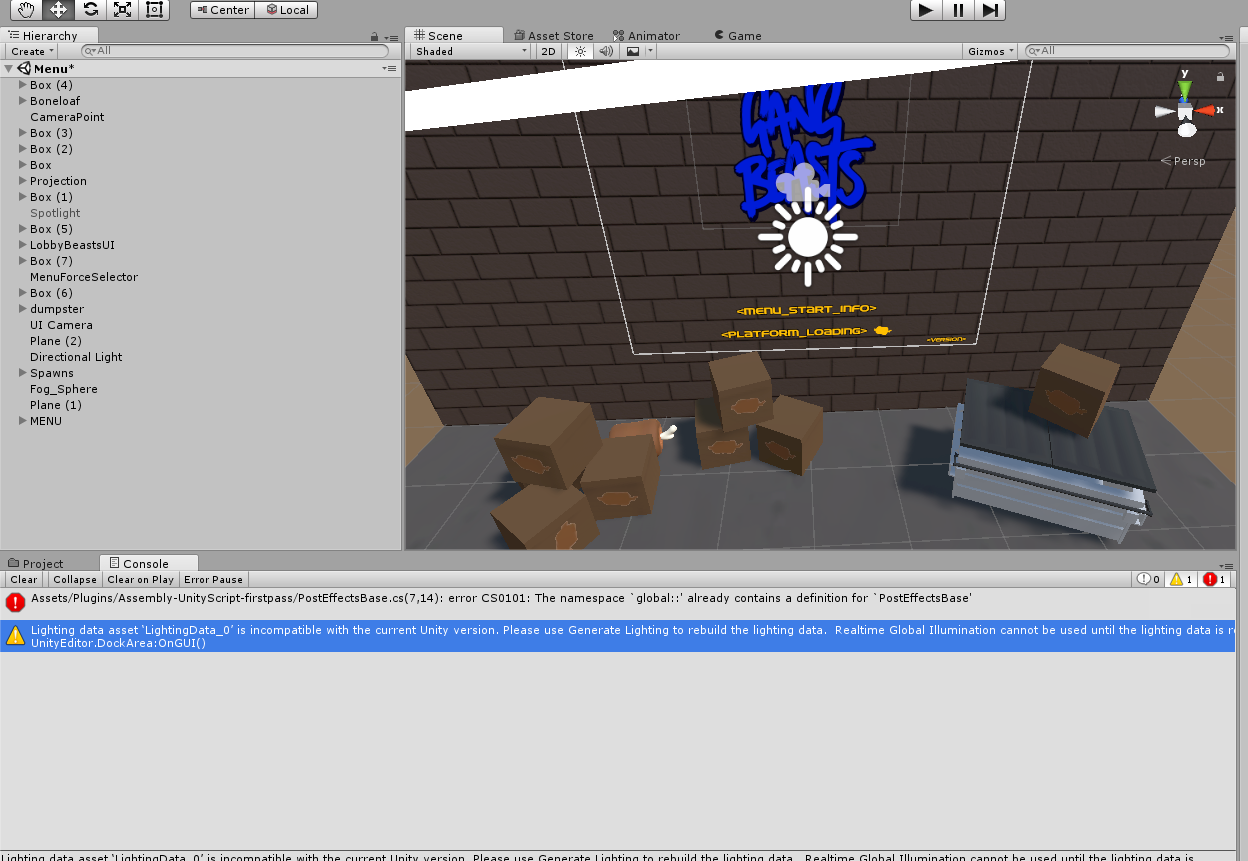 Center Local
Hierarchy
Create All
Menu*
Box (4)
Boneloaf
CameraPoint
Box (3)
Box (2)
Box
Projection
Box (1)
Spotlight
Box (5)
LobbyBeastsUI
Box (7)
MenuForceSelector
Box (6)
dumpster
UI Camera
Plane (2)
Directional Light
Spawns
Fog_Sphere
Plane (1)
MENU
Scene Asset Store Animator Game
Shaded 2D Gizmos All
y
x
Persp
GANG
BEASTS
<MENU_START_INFO>
<PLATFORM_LOADING>
<VERSION>
Project Console
Clear Collapse Clear on Play Error Pause 0 1 1
Assets/Plugins/Assembly-UnityScript-firstpass/PostEffectsBase.cs(7,14): error CS0101: The namespace `global::' already contains a definition for `PostEffectsBase'
Lighting data asset 'LightingData_0' is incompatible with the current Unity version. Please use Generate Lighting to rebuild the lighting data. Realtime Global Illumination cannot be used until the lighting data is re
UnityEditor.DockArea:OnGUI()
Lighting data asset 'LightingData_0' is incompatible with the current Unity version. Please use Generate Lighting to rebuild the lighting data. Realtime Global Illumination cannot be used until the lighting data is